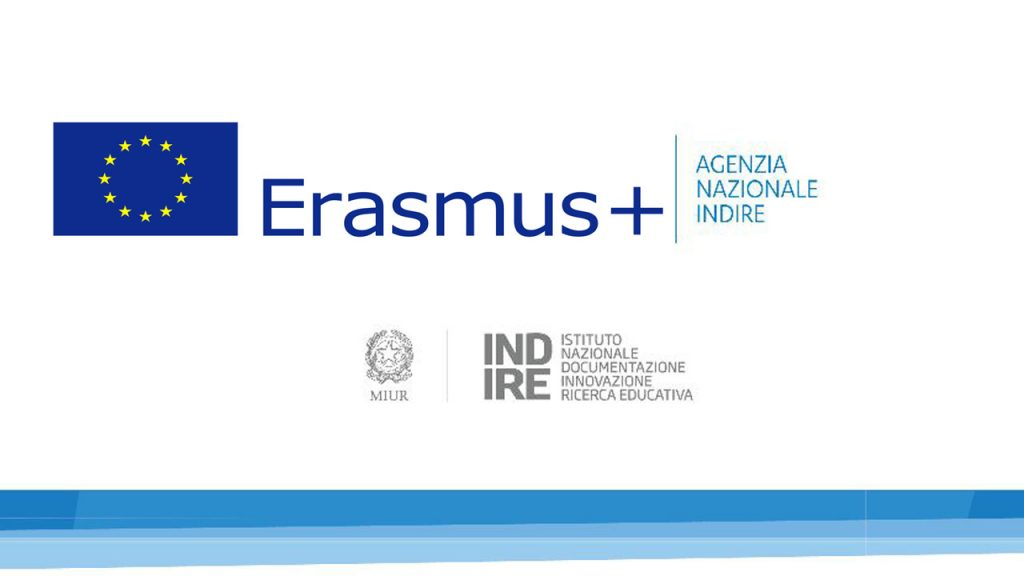 Erasmus+
AGENZIA
NAZIONALE
INDIRE
MIUR
IND
IRE
ISTITUTO
NAZIONALE
DOCUMENTAZIONE
INNOVAZIONE
RICERCA EDUCATIVA